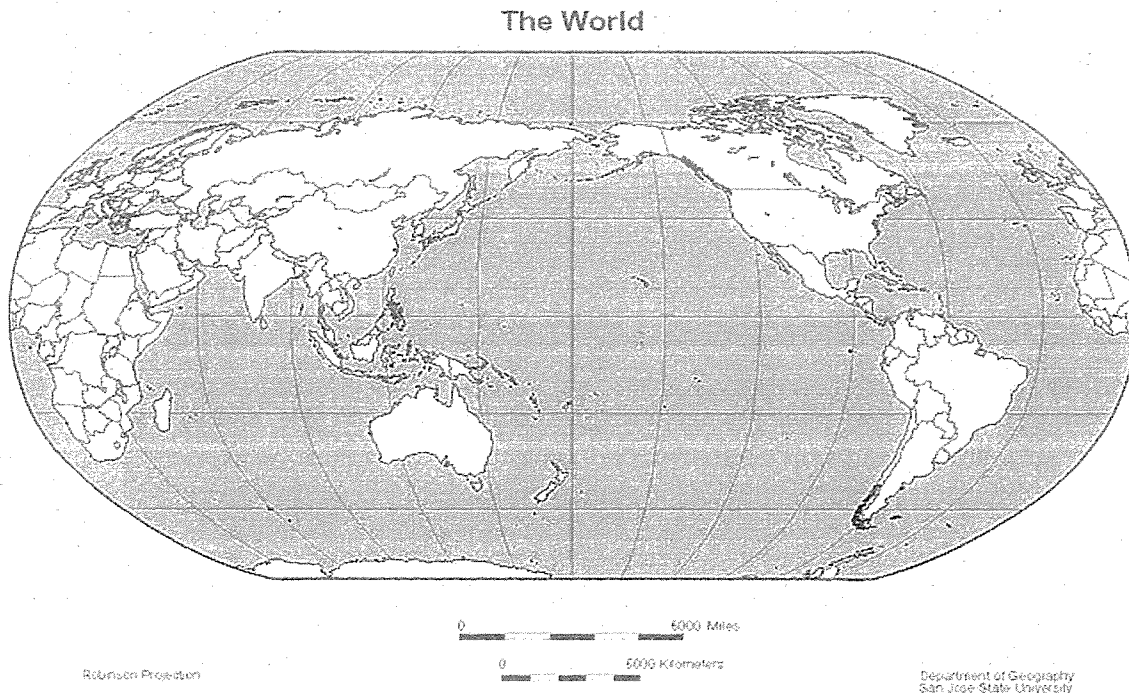 The World
0 5000 Miles
0 5000 Kilometers
Robinson Projection
Department of Geography
San Jose State University